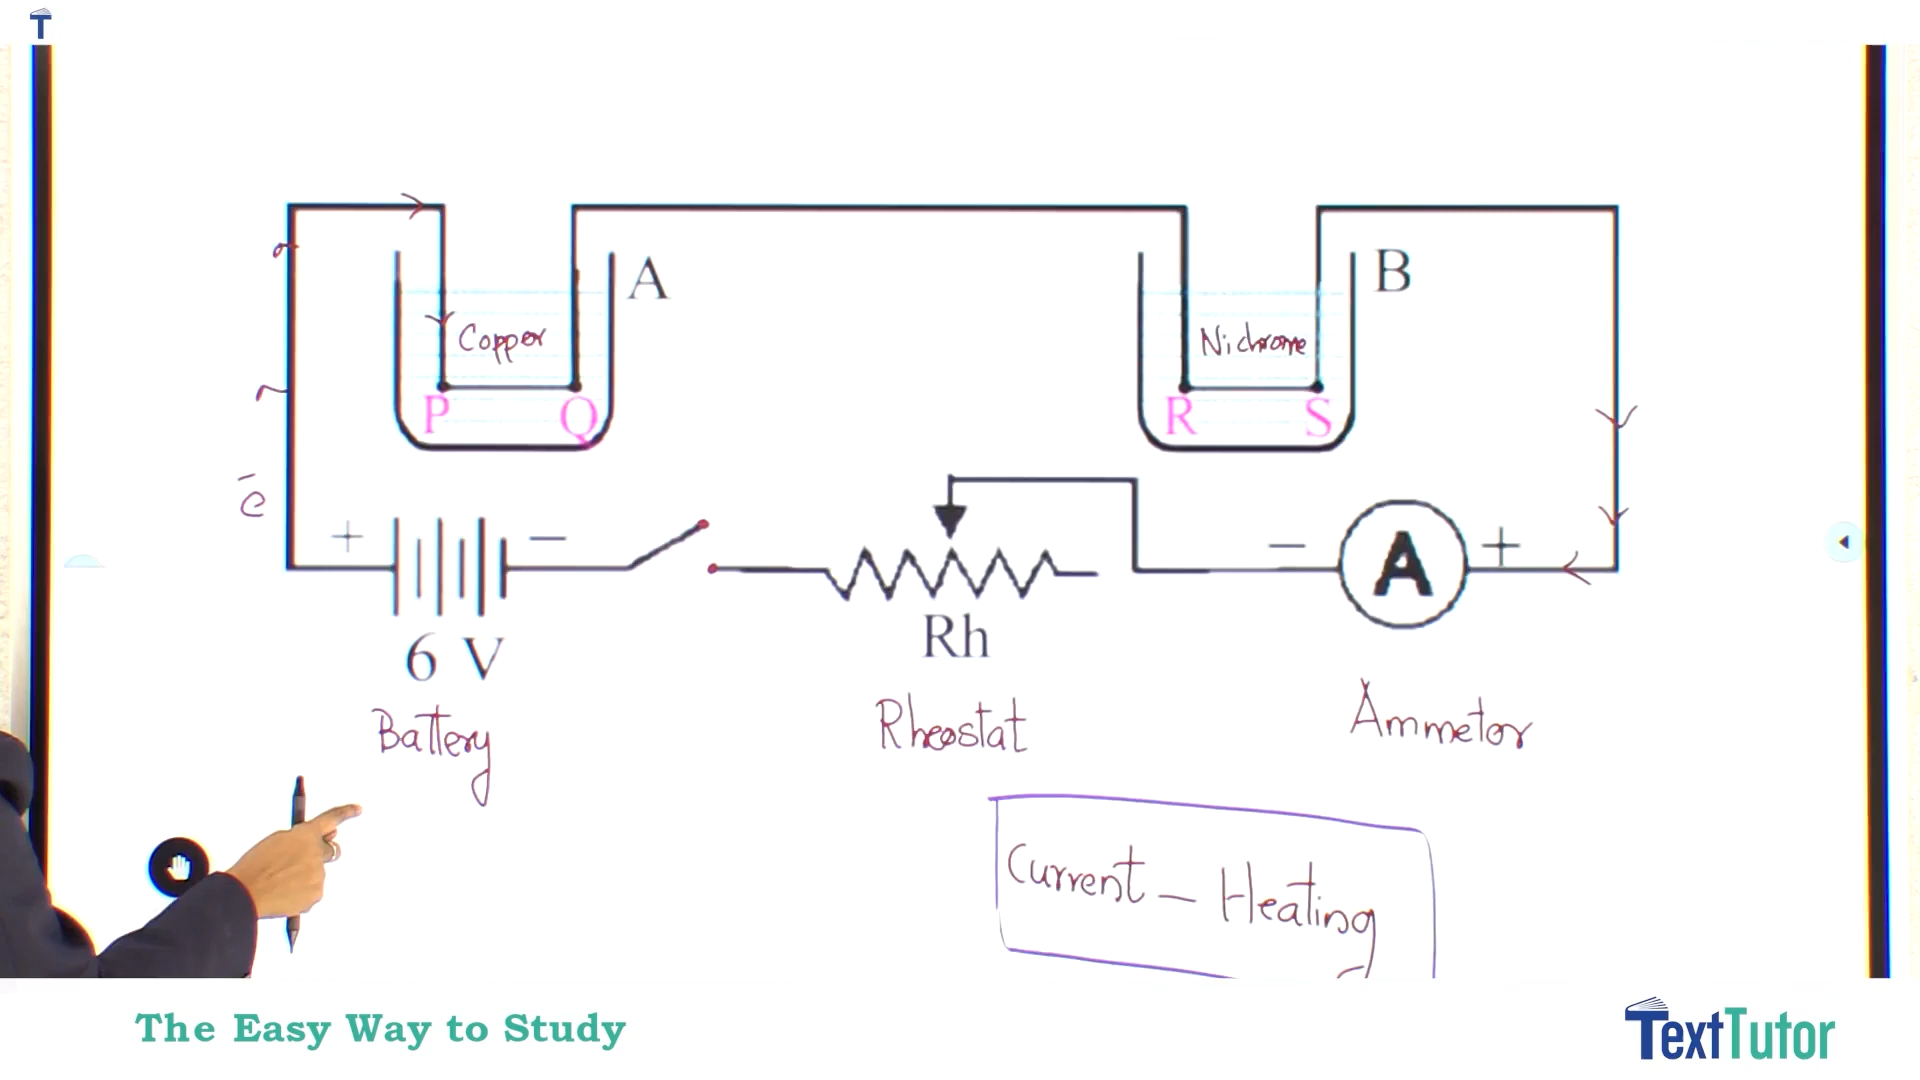 T
A
B
Copper
Nichrome
P
Q
R
S
e
+
−
−
A
+
6 V
Rh
Battery
Rheostat
Ammetor
Current – Heating
The Easy Way to Study
TextTutor